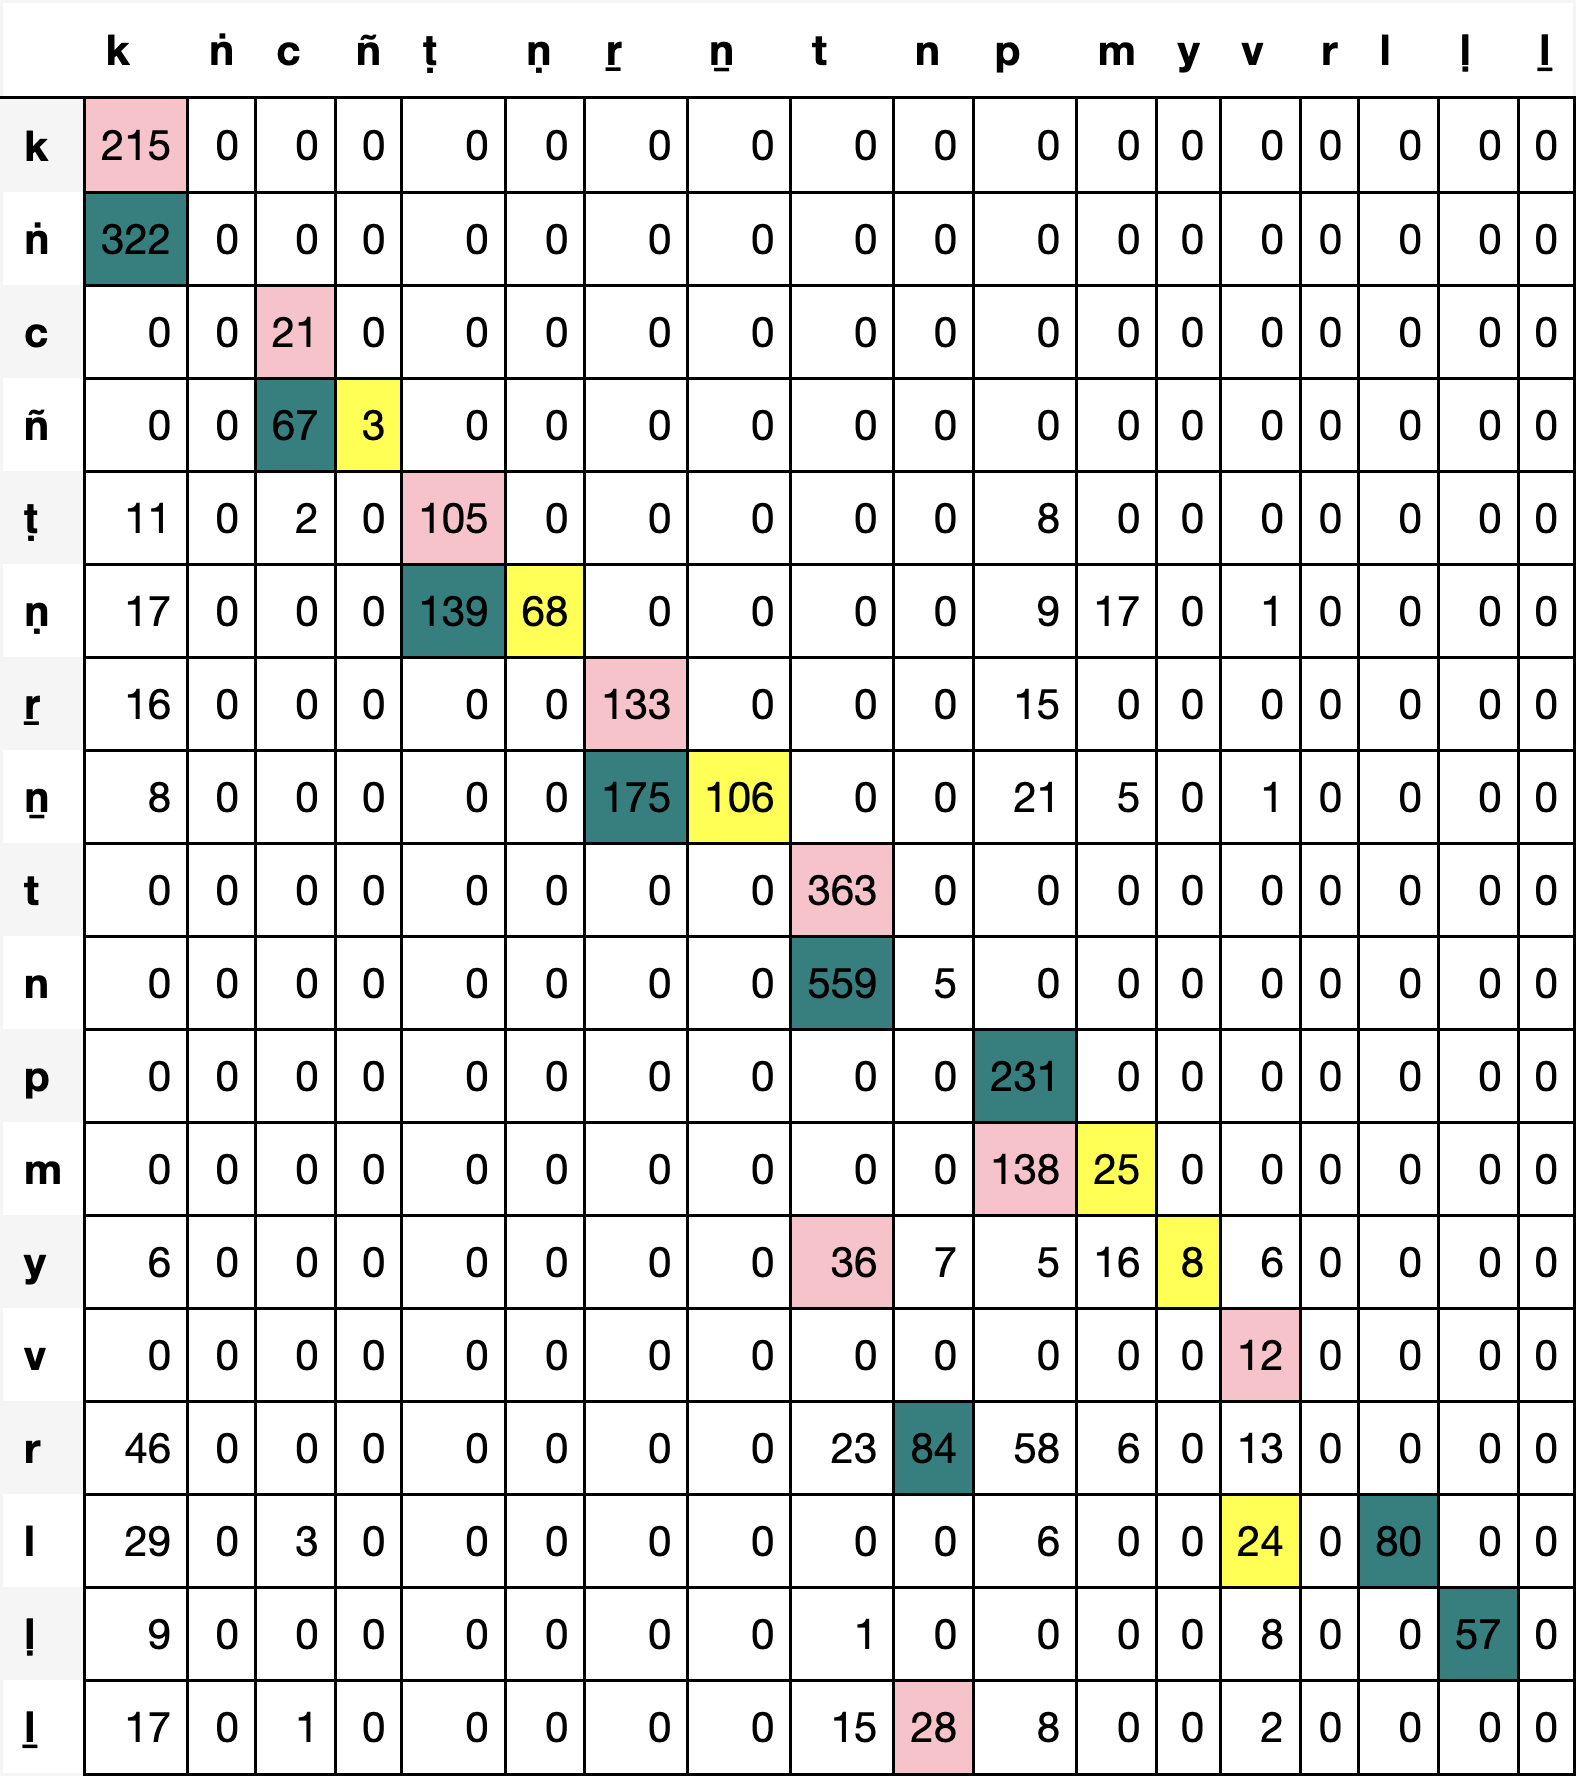 k ṅ c ñ ṭ ṇ ṟ ṉ t n p m y v r l ḷ ḻ
k 215 0 0 0 0 0 0 0 0 0 0 0 0 0 0 0 0 0
ṅ 322 0 0 0 0 0 0 0 0 0 0 0 0 0 0 0 0 0
c 0 0 21 0 0 0 0 0 0 0 0 0 0 0 0 0 0 0
ñ 0 0 67 3 0 0 0 0 0 0 0 0 0 0 0 0 0 0
ṭ 11 0 2 0 105 0 0 0 0 0 8 0 0 0 0 0 0 0
ṇ 17 0 0 0 139 68 0 0 0 0 9 17 0 1 0 0 0 0
ṟ 16 0 0 0 0 0 133 0 0 0 15 0 0 0 0 0 0 0
ṉ 8 0 0 0 0 0 175 106 0 0 21 5 0 1 0 0 0 0
t 0 0 0 0 0 0 0 0 363 0 0 0 0 0 0 0 0 0
n 0 0 0 0 0 0 0 0 559 5 0 0 0 0 0 0 0 0
p 0 0 0 0 0 0 0 0 0 0 231 0 0 0 0 0 0 0
m 0 0 0 0 0 0 0 0 0 0 138 25 0 0 0 0 0 0
y 6 0 0 0 0 0 0 0 36 7 5 16 8 6 0 0 0 0
v 0 0 0 0 0 0 0 0 0 0 0 0 0 12 0 0 0 0
r 46 0 0 0 0 0 0 0 23 84 58 6 0 13 0 0 0 0
l 29 0 3 0 0 0 0 0 0 0 6 0 0 24 0 80 0 0
ḷ 9 0 0 0 0 0 0 0 1 0 0 0 0 8 0 0 57 0
ḻ 17 0 1 0 0 0 0 0 15 28 8 0 0 2 0 0 0 0